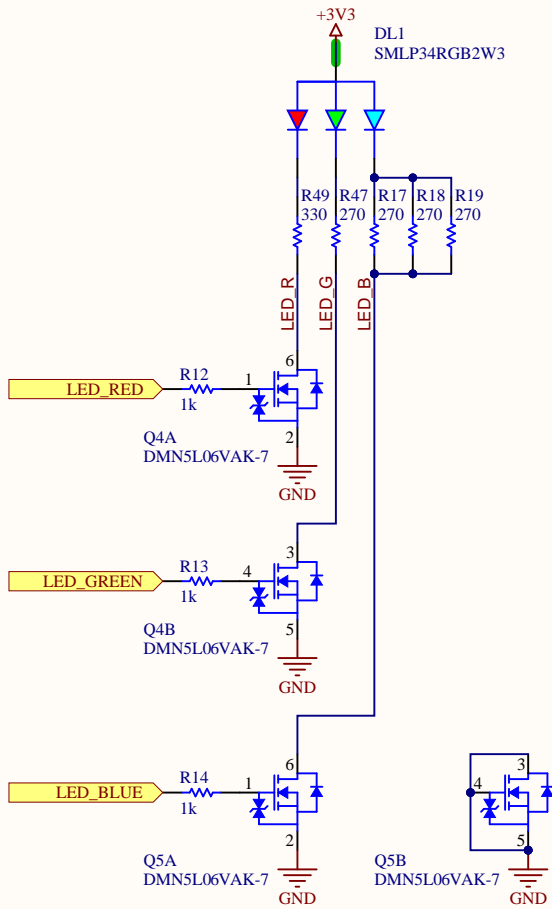 +3V3
DL1
SMLP34RGB2W3
R49
330
R47
270
R17
270
R18
270
R19
270
LED_R
LED_G
LED_B
LED_RED
R12
1k
1
6
2
Q4A
DMN5L06VAK-7
GND
LED_GREEN
R13
1k
4
3
5
Q4B
DMN5L06VAK-7
GND
LED_BLUE
R14
1k
1
6
2
Q5A
DMN5L06VAK-7
GND
4
3
5
Q5B
DMN5L06VAK-7
GND